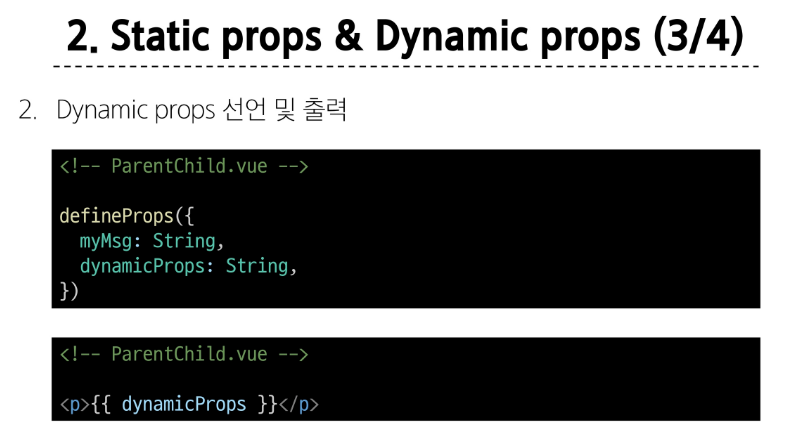 2. Static props & Dynamic props (3/4)
2. Dynamic props 선언 및 출력
<!-- ParentChild.vue -->
defineProps({
  myMsg: String,
  dynamicProps: String,
})
<!-- ParentChild.vue -->
<p>{{ dynamicProps }}</p>